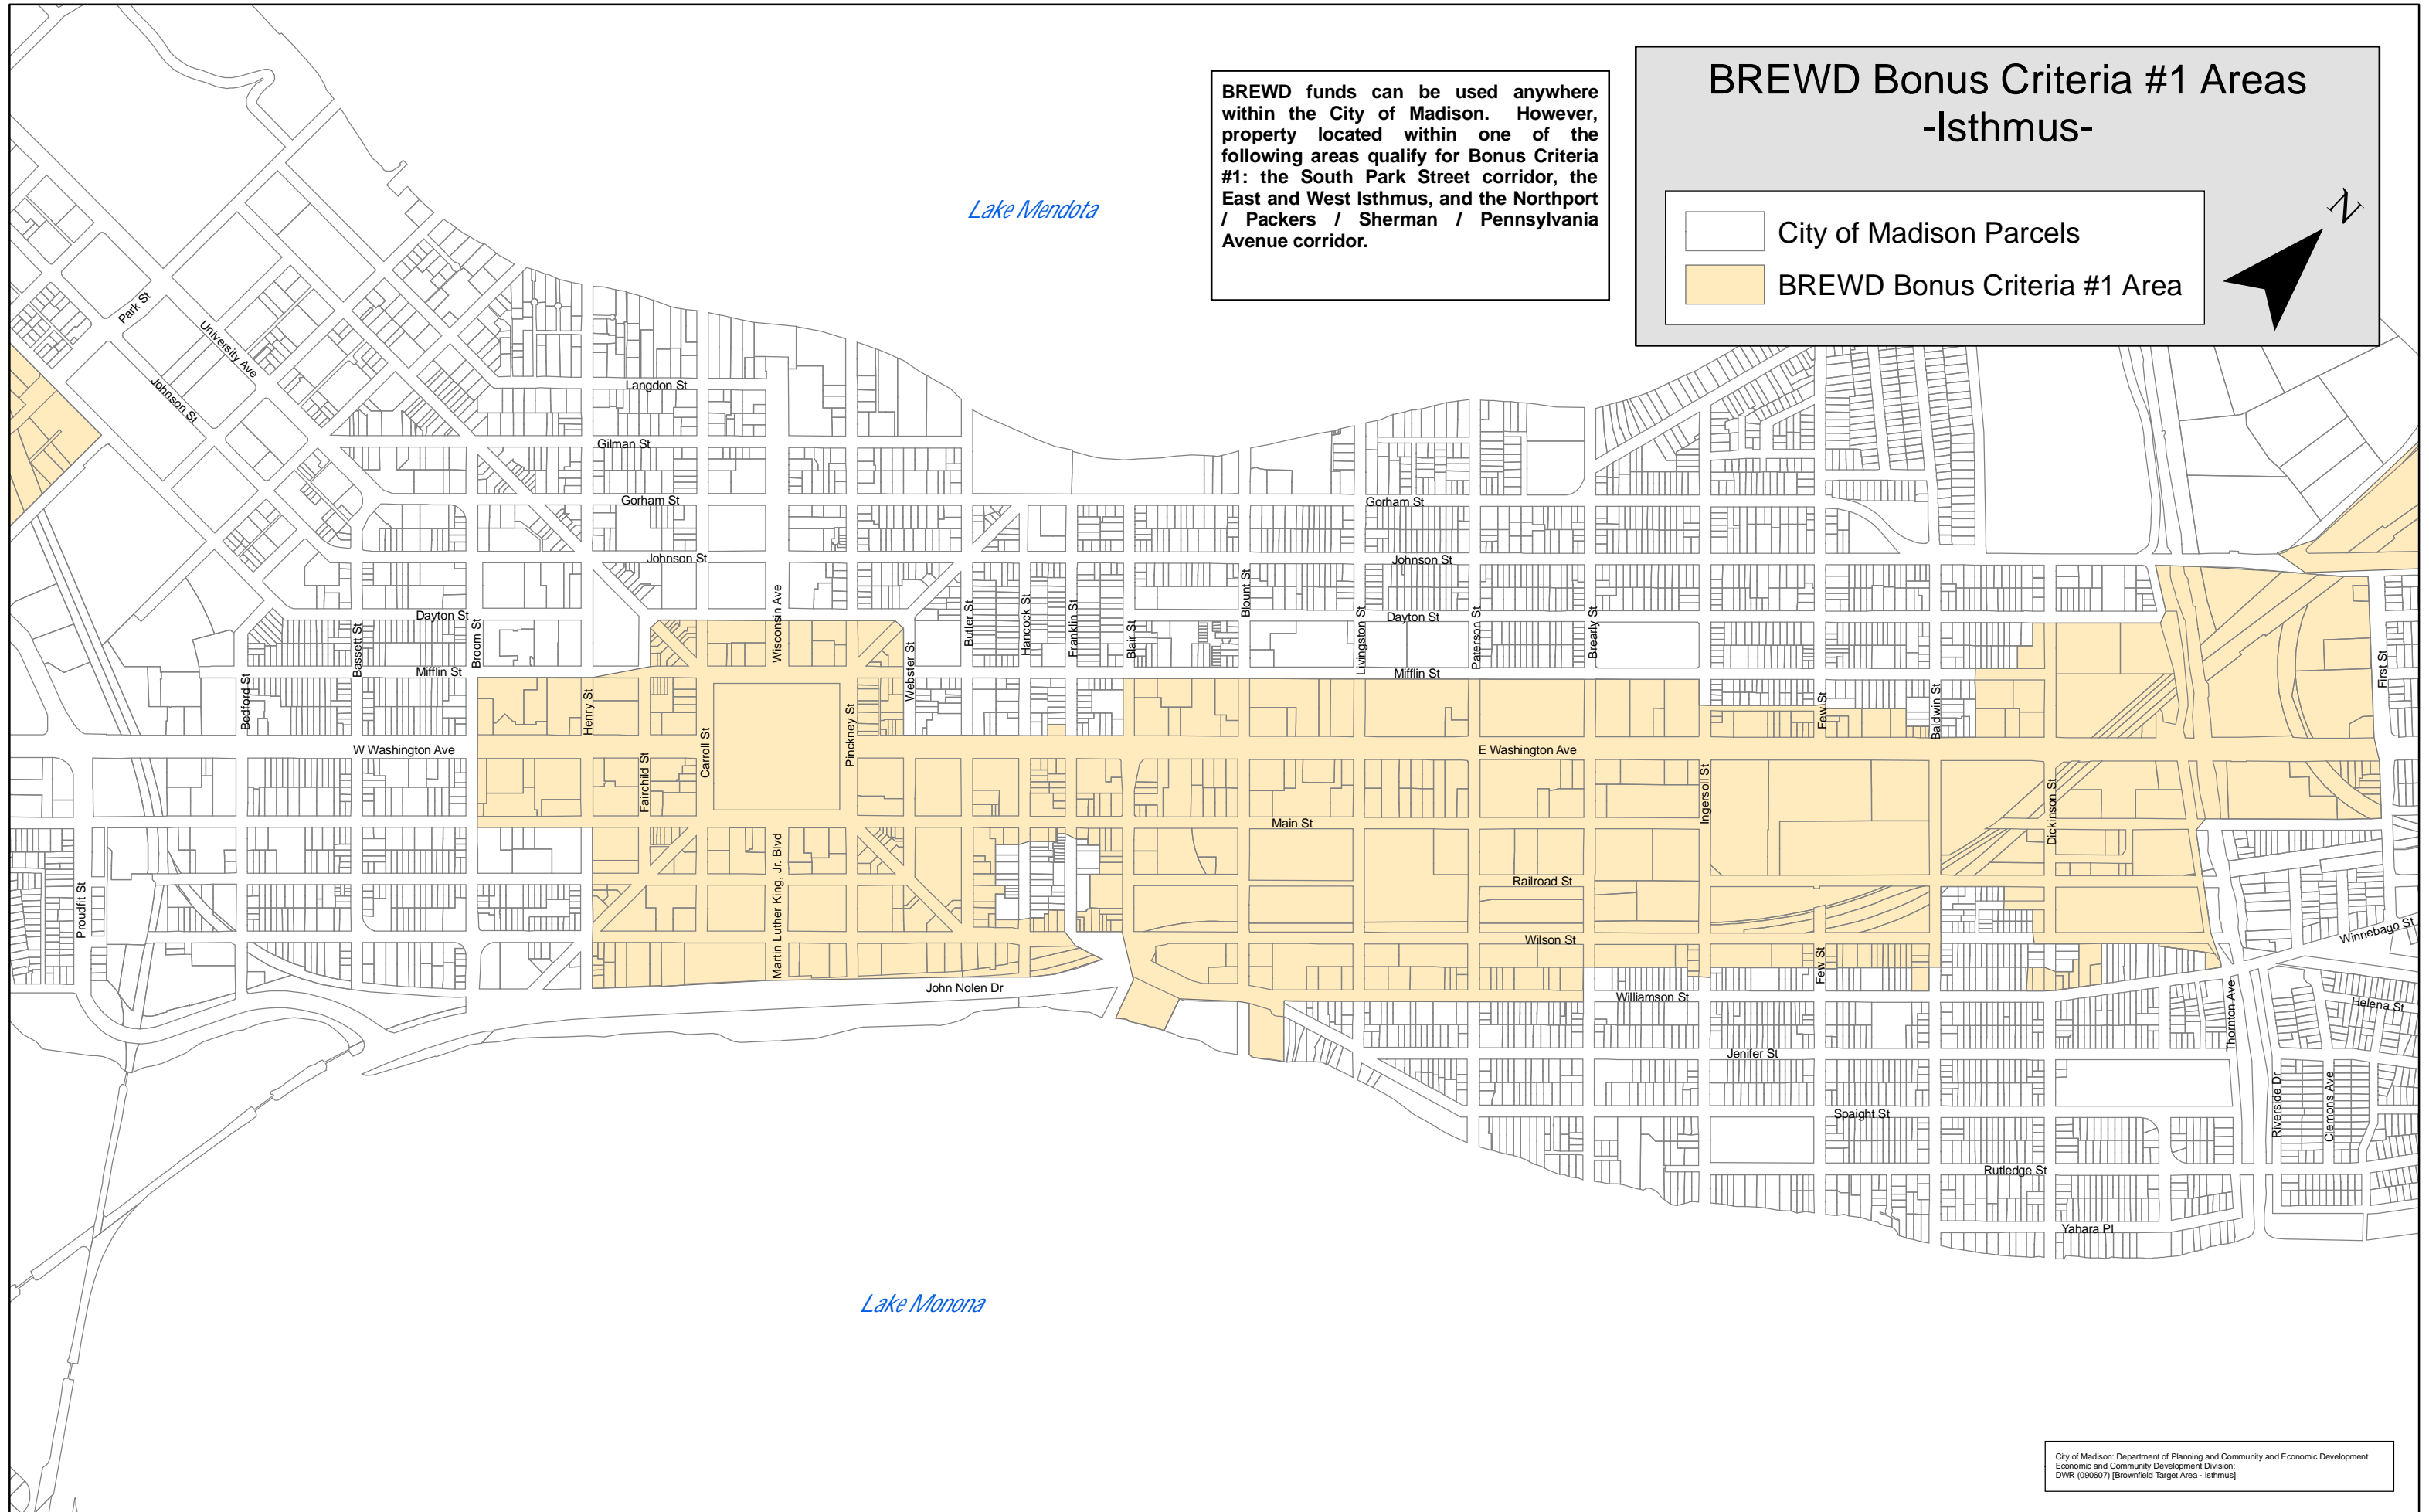 BREWD Bonus Criteria #1 Areas
-Isthmus-
City of Madison Parcels
BREWD Bonus Criteria #1 Area
N
BREWD funds can be used anywhere
within the City of Madison. However,
property located within one of the
following areas qualify for Bonus Criteria
#1: the South Park Street corridor, the
East and West Isthmus, and the Northport
/ Packers / Sherman / Pennsylvania
Avenue corridor.
Lake Mendota
Park St
University Ave
Johnson St
Langdon St
Gilman St
Gorham St
Gorham St
Johnson St
Johnson St
Wisconsin Ave
Dayton St
Dayton St
Bassett St
Broom St
Butler St
Hancock St
Franklin St
Blair St
Blount St
Livingston St
Paterson St
Brearly St
Mifflin St
Mifflin St
Bedford St
Henry St
Webster St
Few St
Baldwin St
First St
W Washington Ave
E Washington Ave
Fairchild St
Carroll St
Pinckney St
Ingersoll St
Dickinson St
Main St
Martin Luther King, Jr. Blvd
Railroad St
Proudfit St
Wilson St
Few St
Winnebago St
John Nolen Dr
Williamson St
Thornton Ave
Helena St
Jenifer St
Riverside Dr
Clemons Ave
Spaight St
Rutledge St
Yahara Pl
Lake Monona
City of Madison: Department of Planning and Community and Economic Development
Economic and Community Development Division:
DWR (090607) [Brownfield Target Area - Isthmus]